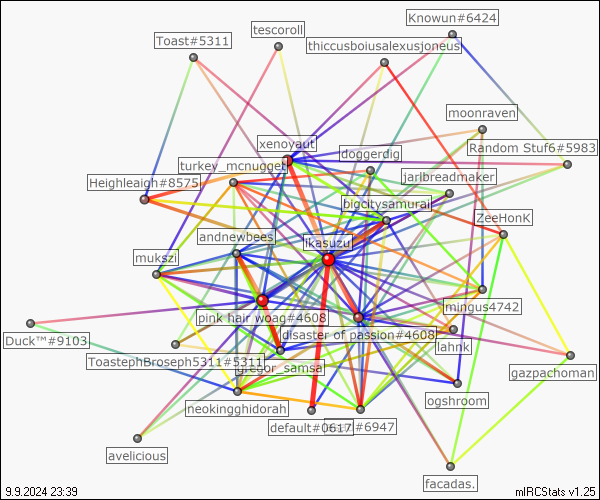 Knowun#6424
tescoroll
Toast#5311
thiccusboiusalexusjoneus
moonraven
xenoyaut
Random Stuf6#5983
doggerdig
turkey_mcnugget
jarlbreadmaker
Heighleaigh#8575
bigcitysamurai
ZeeHonK
andnewbees
ikasuzu
mukszi
mingus4742
pink hair woag#4608
disaster of passion#4608
Duck™#9103
lahnk
ToastephBroseph5311#5311
gregor_samsa
gazpachoman
ogshroom
neokingghidorah
default#0617
#6947
avelicious
facadas.
9.9.2024 23:39
mIRCStats v1.25